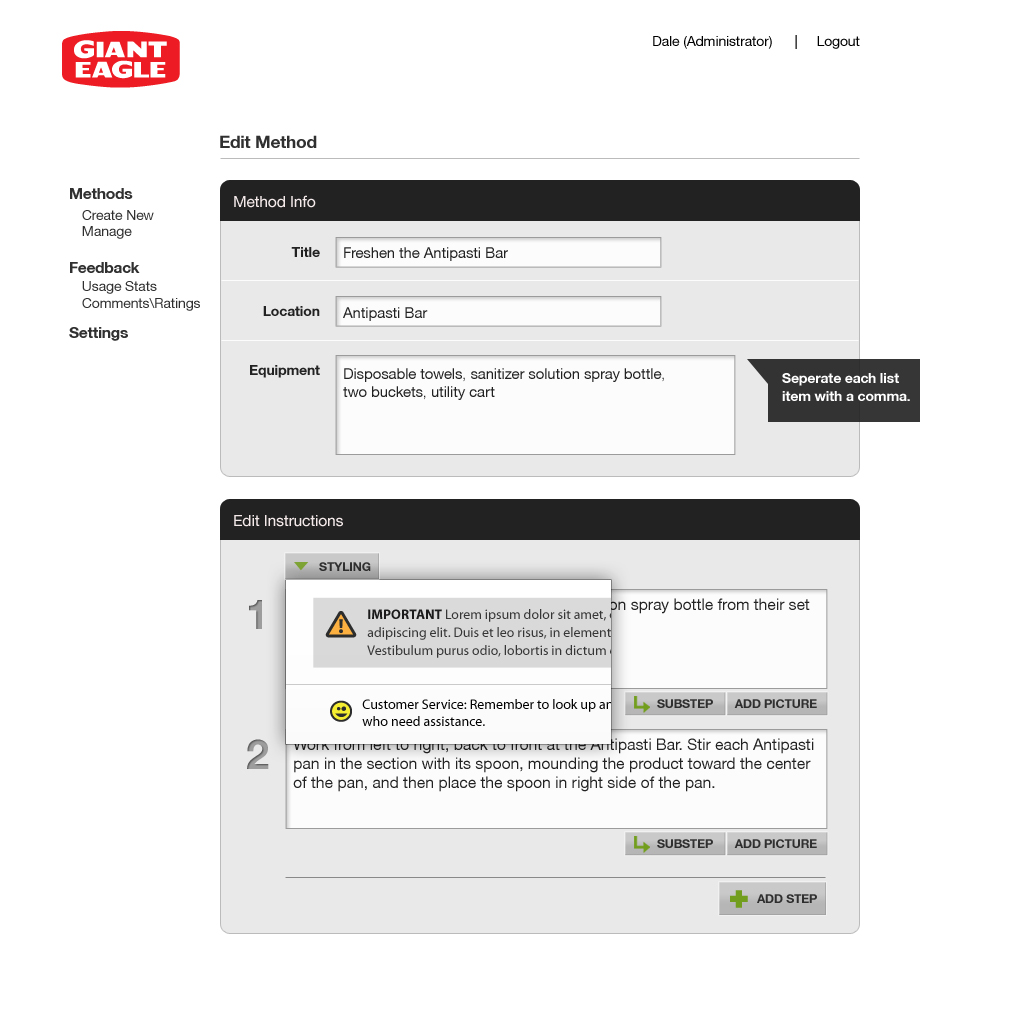 GIANT
EAGLE
Dale (Administrator) | Logout
Edit Method
Methods
Create New
Manage
Feedback
Usage Stats
Comments\Ratings
Settings
Method Info
Title
Freshen the Antipasti Bar
Location
Antipasti Bar
Equipment
Disposable towels, sanitizer solution spray bottle,
two buckets, utility cart
Seperate each list
item with a comma.
Edit Instructions
STYLING
1
on spray bottle from their set
IMPORTANT Lorem ipsum dolor sit amet,
adipiscing elit. Duis et leo risus, in element
Vestibulum purus odio, lobortis in dictum
Customer Service: Remember to look up
who need assistance.
SUBSTEP
ADD PICTURE
2
Work from left to right, back to front at the Antipasti Bar. Stir each Antipasti
pan in the section with its spoon, mounding the product toward the center
of the pan, and then place the spoon in right side of the pan.
SUBSTEP
ADD PICTURE
ADD STEP